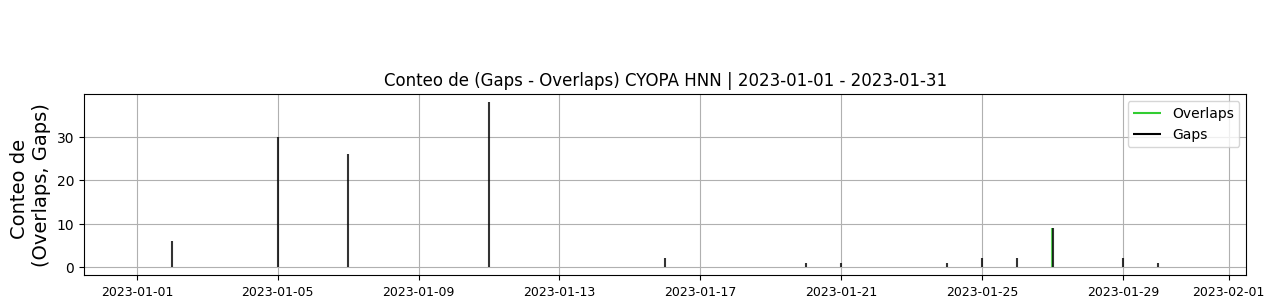 Conteo de (Gaps - Overlaps) CYOPA HNN | 2023-01-01 - 2023-01-31
Conteo de
(Overlaps, Gaps)
30
20
10
0
Overlaps
Gaps
2023-01-01 2023-01-05 2023-01-09 2023-01-13 2023-01-17 2023-01-21 2023-01-25 2023-01-29 2023-02-01